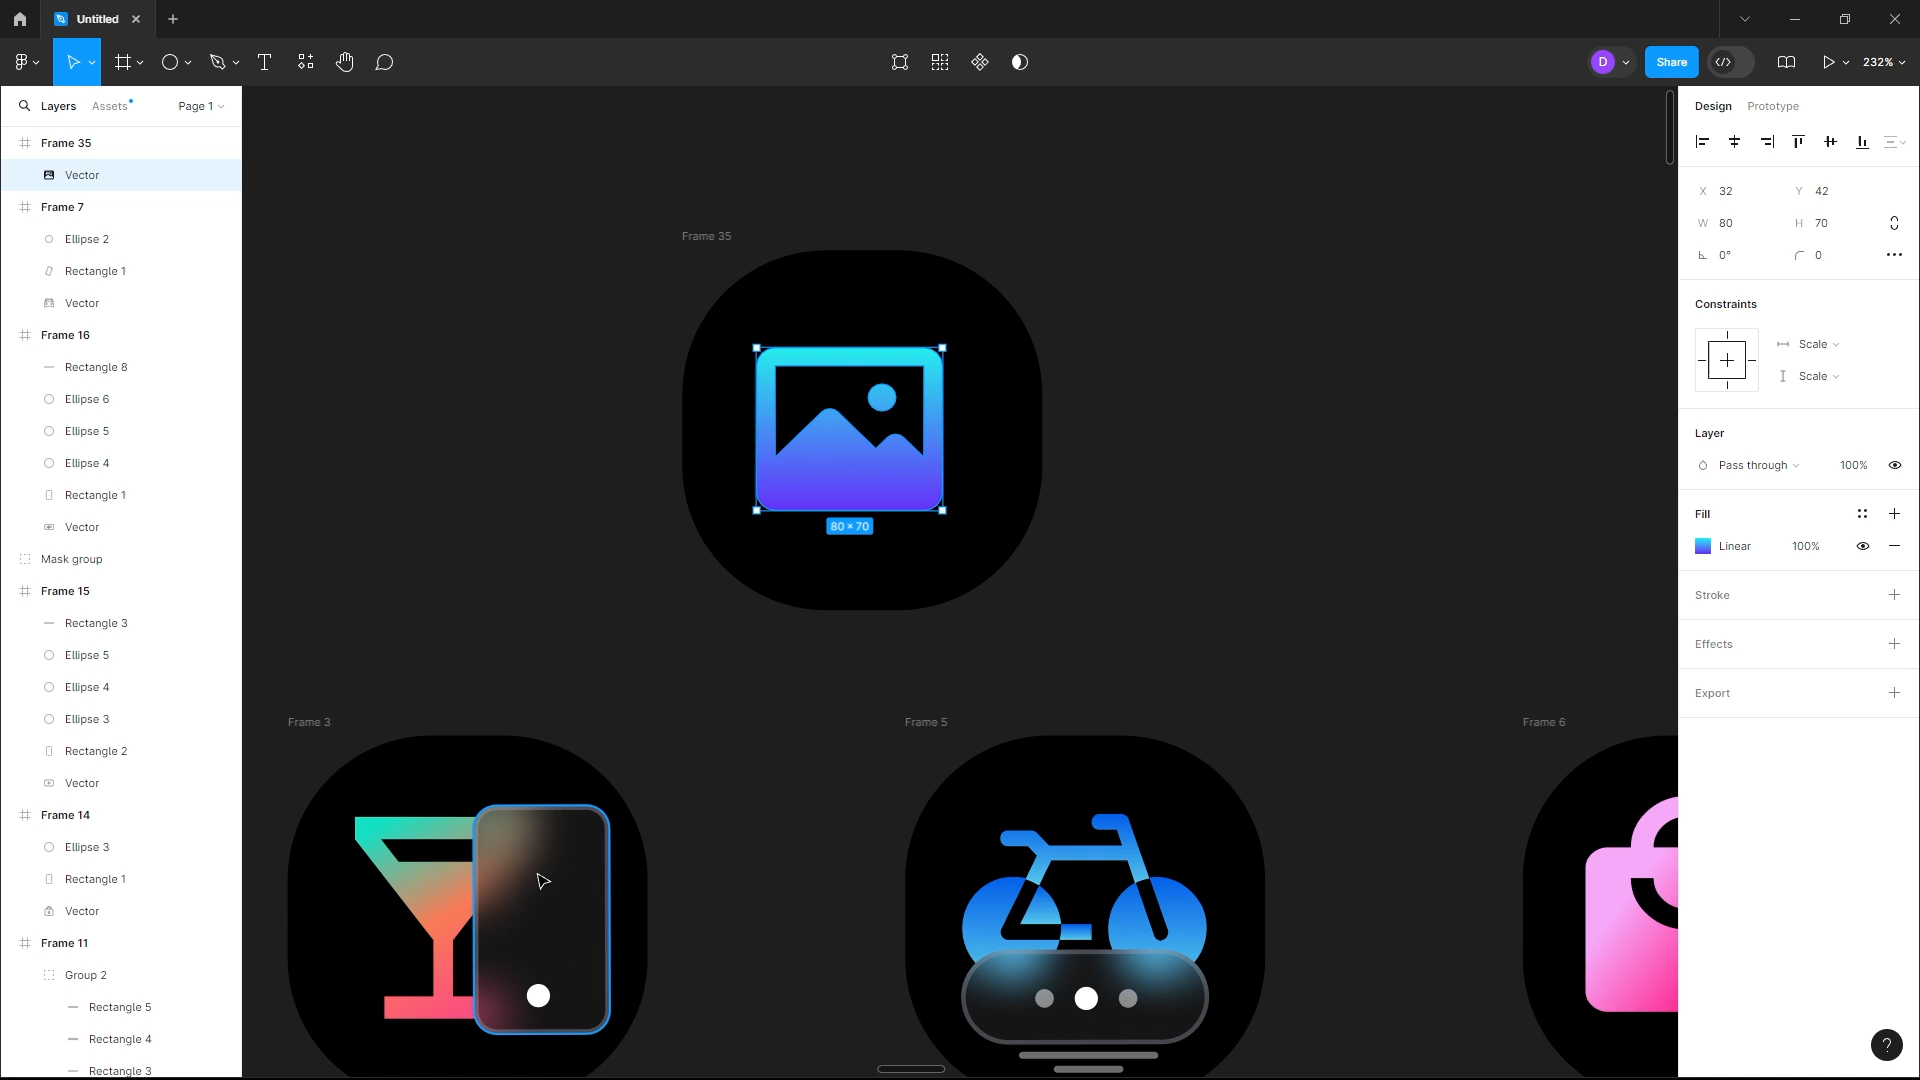 Untitled
D
Share
232%
Layers
Assets
Page 1
Design
Prototype
Frame 35
Vector
Frame 7
Ellipse 2
Rectangle 1
Vector
Frame 16
Rectangle 8
Ellipse 6
Ellipse 5
Ellipse 4
Rectangle 1
Vector
Mask group
Frame 15
Rectangle 3
Ellipse 5
Ellipse 4
Ellipse 3
Rectangle 2
Vector
Frame 14
Ellipse 3
Rectangle 1
Vector
Frame 11
Group 2
Rectangle 5
Rectangle 4
Rectangle 3
Frame 35
80 × 70
Frame 3
Frame 5
Frame 6
X 32 Y 42
W 80 H 70
0° 0
Constraints
Scale
Scale
Layer
Pass through 100%
Fill
Linear 100%
Stroke
Effects
Export
?